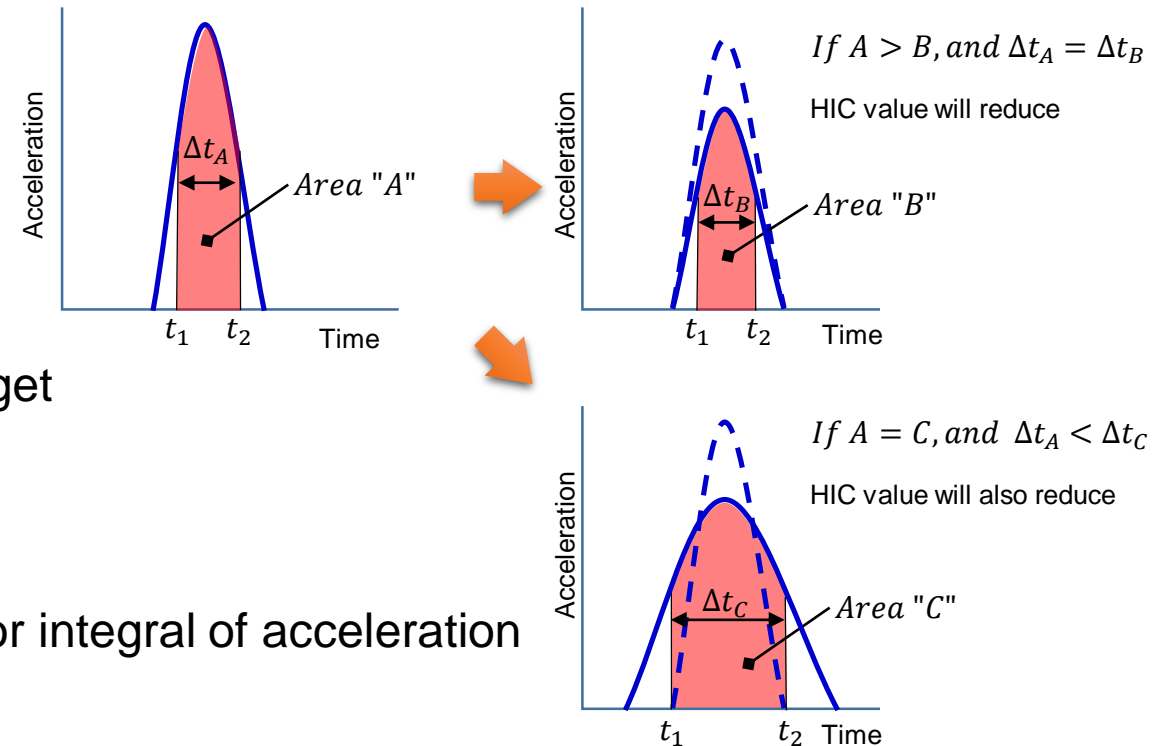 Acceleration
Δt_A
Area "A"
t_1 t_2 Time
Acceleration
Δt_B
Area "B"
t_1 t_2 Time
If A > B, and Δt_A = Δt_B
HIC value will reduce
get
or integral of acceleration
Acceleration
Δt_C
Area "C"
t_1 t_2 Time
If A = C, and Δt_A < Δt_C
HIC value will also reduce